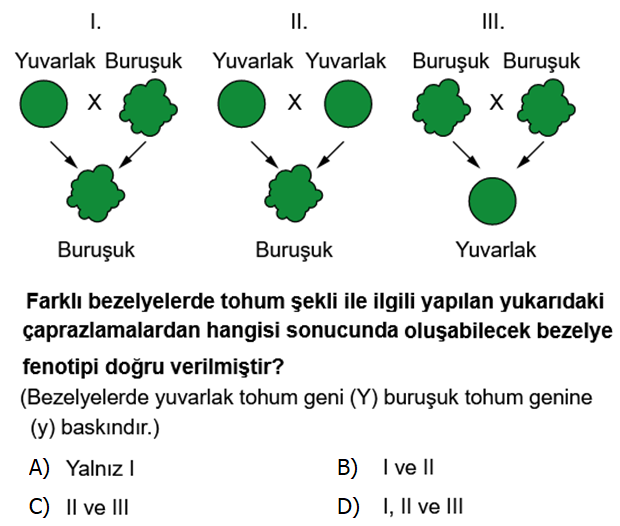 I. II. III.
Yuvarlak Buruşuk Yuvarlak Yuvarlak Buruşuk Buruşuk
X X X
Buruşuk Buruşuk Yuvarlak
Farklı bezelyelerde tohum şekli ile ilgili yapılan yukarıdaki
çaprazlamalardan hangisi sonucunda oluşabilecek bezelye
fenotipi doğru verilmiştir?
(Bezelyelerde yuvarlak tohum geni (Y) buruşuk tohum genine
(y) baskındır.)
A) Yalnız I B) I ve II
C) II ve III D) I, II ve III